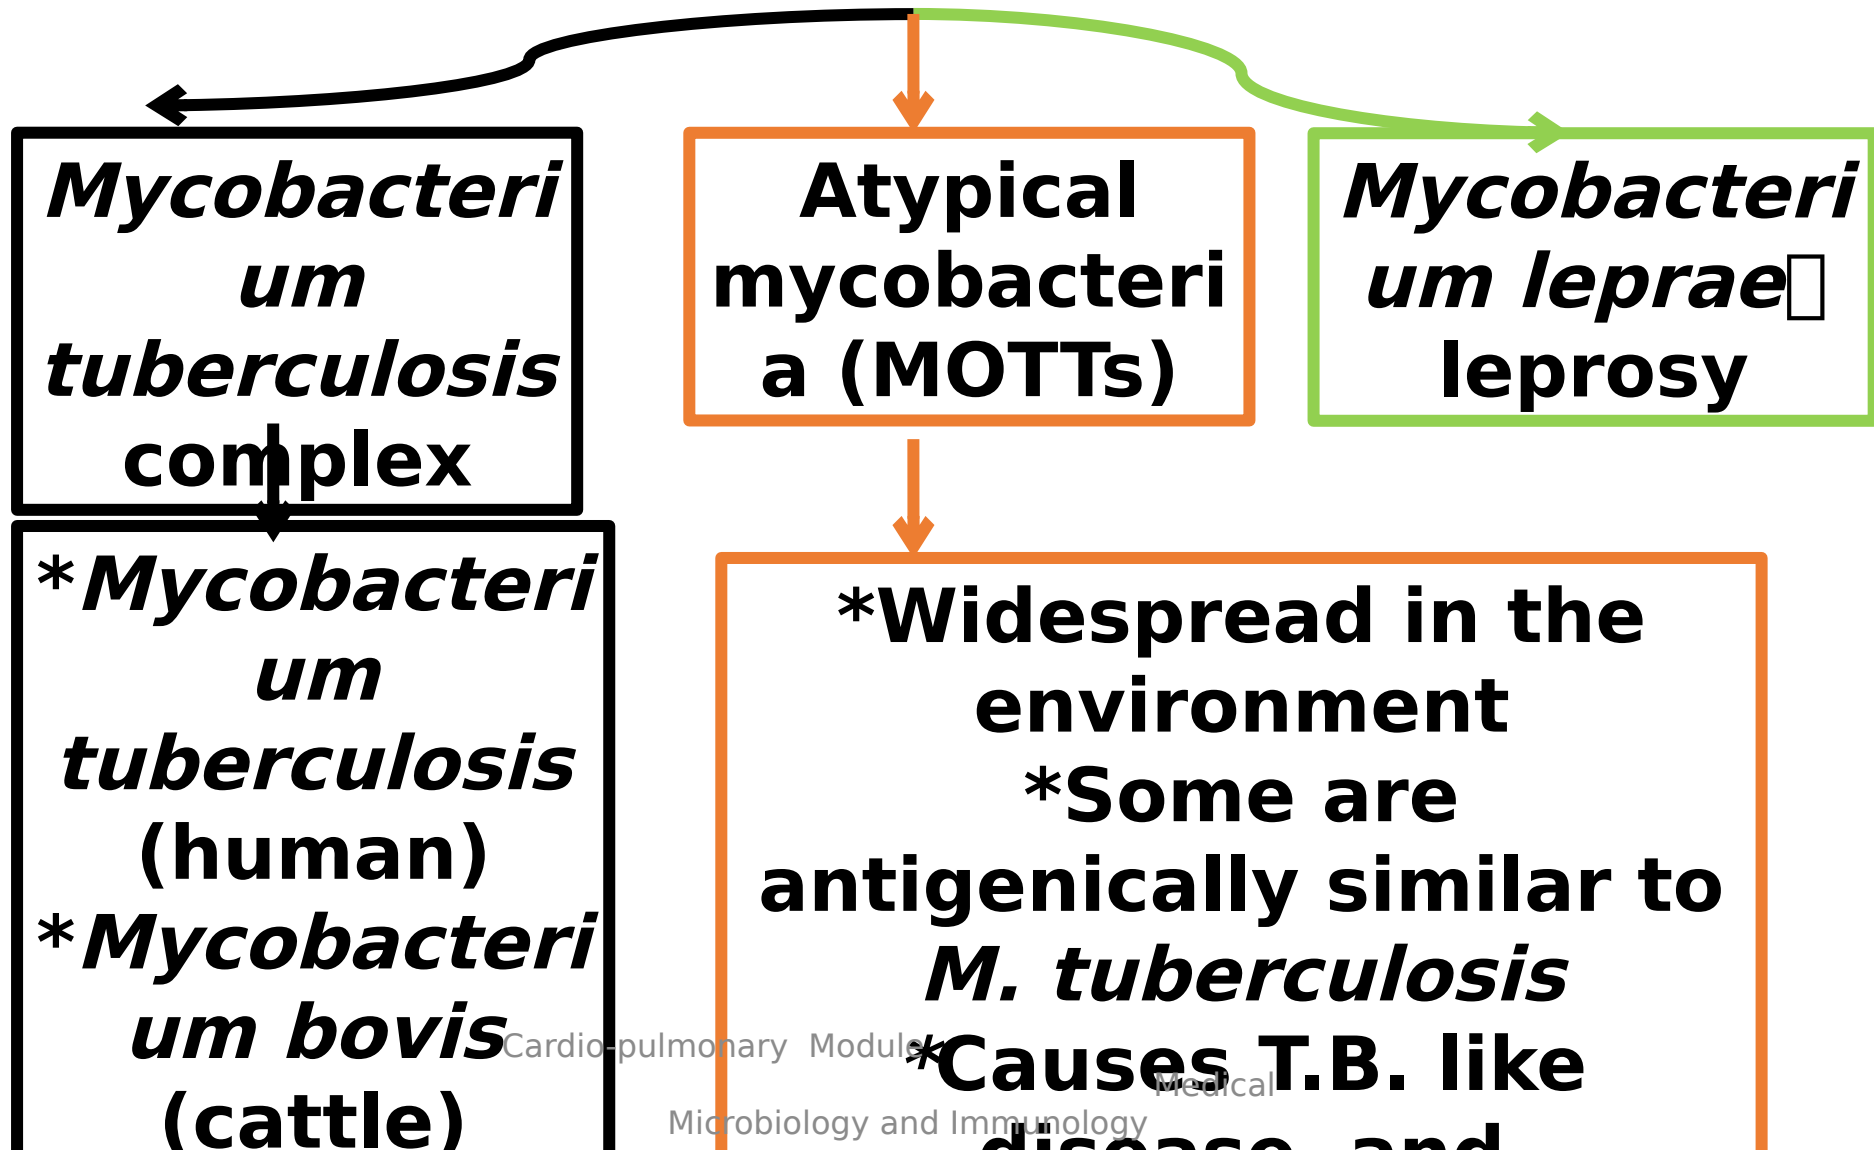 Mycobacteri
um
tuberculosis
complex
Atypical
mycobacteri
a (MOTTs)
Mycobacteri
um leprae
leprosy
*Mycobacteri
um
tuberculosis
(human)
*Mycobacteri
um bovis
(cattle)
*Widespread in the
environment
*Some are
antigenically similar to
M. tuberculosis
*Causes T.B. like
disease, and
Cardio-pulmonary Module
Medical
Microbiology and Immunology